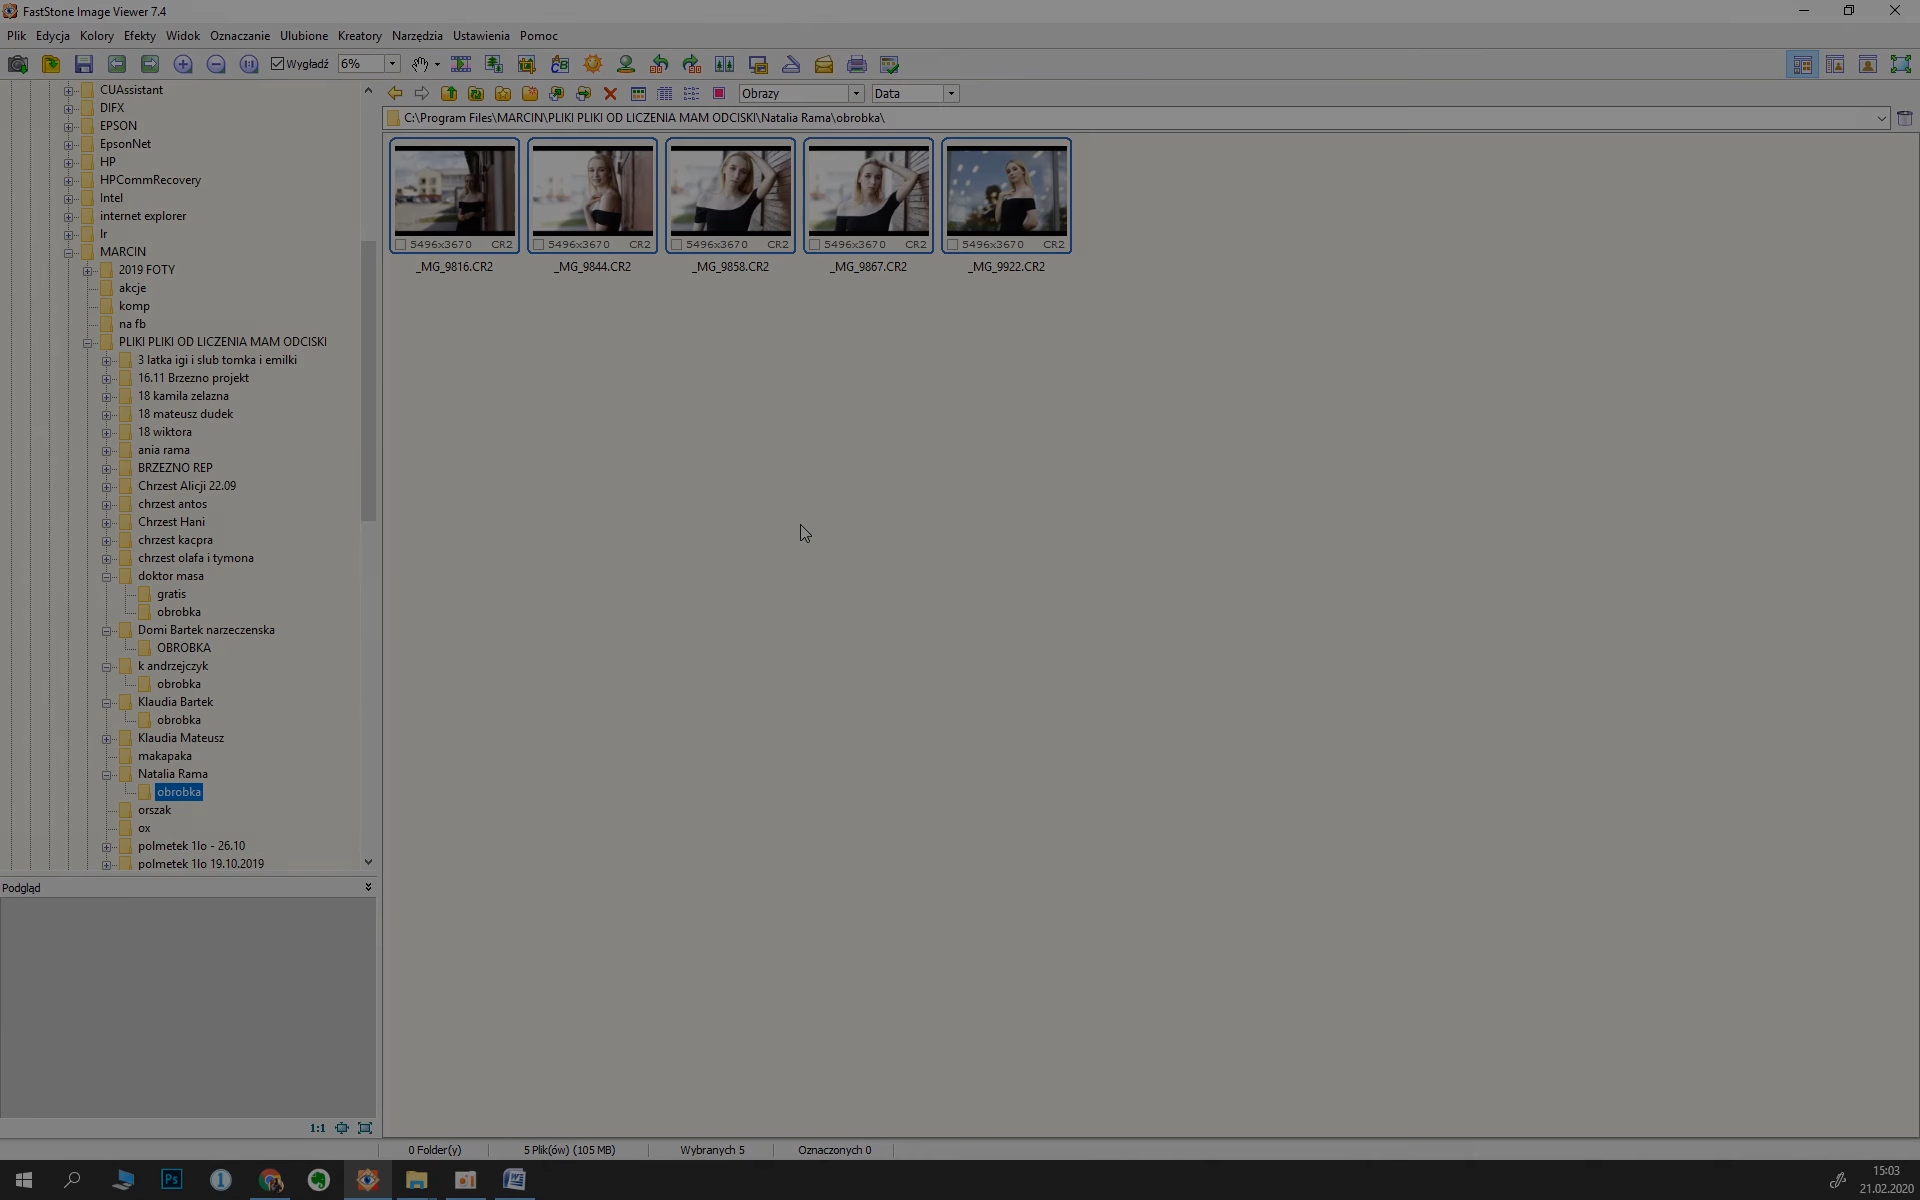 FastStone Image Viewer 7.4
Plik Edycja Kolory Efekty Widok Oznaczanie Ulubione Kreatory Narzędzia Ustawienia Pomoc
Wygładź 6%
Obrazy Data
C:\Program Files\MARCIN\PLIKI PLIKI OD LICZENIA MAM ODCISKI\Natalia Rama\obrobka\
CUAssistant
DIFX
EPSON
EpsonNet
HP
HPCommRecovery
Intel
internet explorer
lr
MARCIN
2019 FOTY
akcje
komp
na fb
PLIKI PLIKI OD LICZENIA MAM ODCISKI
3 latka igi i slub tomka i emilki
16.11 Brzezno projekt
18 kamila zelazna
18 mateusz dudek
18 wiktora
ania rama
BRZEZNO REP
Chrzest Alicji 22.09
chrzest antos
Chrzest Hani
chrzest kacpra
chrzest olafa i tymona
doktor masa
gratis
obrobka
Domi Bartek narzeczenska
OBROBKA
k andrzejczyk
obrobka
Klaudia Bartek
obrobka
Klaudia Mateusz
makapaka
Natalia Rama
obrobka
orszak
ox
polmetek 1lo - 26.10
polmetek 1lo 19.10.2019
5496x3670 CR2 5496x3670 CR2 5496x3670 CR2 5496x3670 CR2 5496x3670 CR2
_MG_9816.CR2 _MG_9844.CR2 _MG_9858.CR2 _MG_9867.CR2 _MG_9922.CR2
Podgląd
1:1
0 Folder(y) 5 Plik(ów) (105 MB) Wybranych 5 Oznaczonych 0
Ps
15:03
21.02.2020